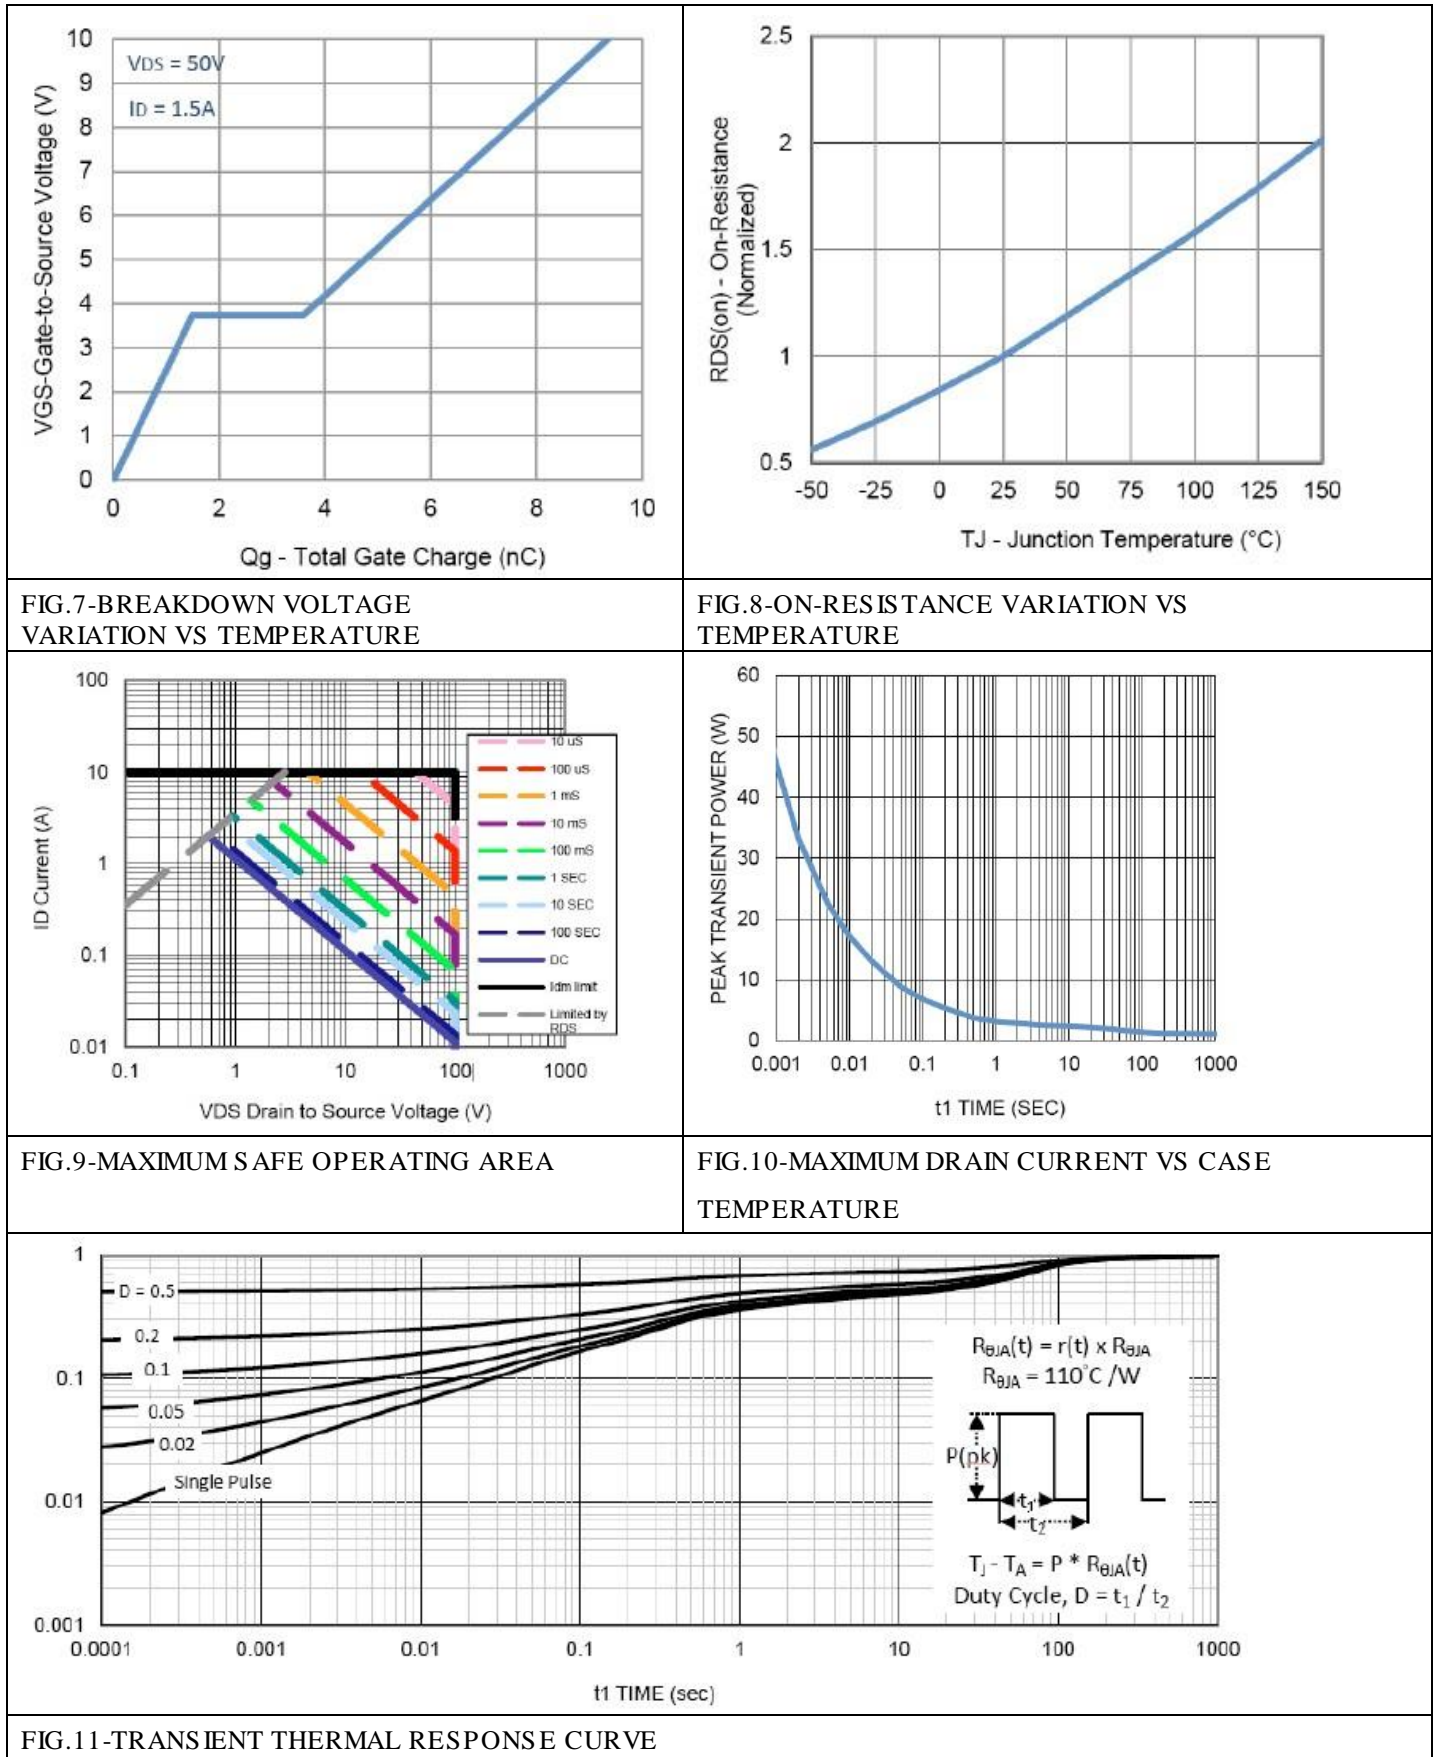 10
9
8
7
6
5
4
3
2
1
0
VDS = 50V
ID = 1.5A
VGS-Gate-to-Source Voltage (V)
0 2 4 6 8 10
Qg - Total Gate Charge (nC)
2.5
2
1.5
1
0.5
RDS(on) - On-Resistance
(Normalized)
-50 -25 0 25 50 75 100 125 150
TJ - Junction Temperature (°C)
FIG.7-BREAKDOWN VOLTAGE
VARIATION VS TEMPERATURE
FIG.8-ON-RESISTANCE VARIATION VS
TEMPERATURE
100
10
1
0.1
0.01
ID Current (A)
10 uS
100 uS
1 mS
10 mS
100 mS
1 SEC
10 SEC
100 SEC
DC
Idm limit
Limited by
RDS
0.1 1 10 100 1000
VDS Drain to Source Voltage (V)
60
50
40
30
20
10
0
PEAK TRANSIENT POWER (W)
0.001 0.01 0.1 1 10 100 1000
t1 TIME (SEC)
FIG.9-MAXIMUM SAFE OPERATING AREA
FIG.10-MAXIMUM DRAIN CURRENT VS CASE
TEMPERATURE
1
0.1
0.01
0.001
D = 0.5
0.2
0.1
0.05
0.02
Single Pulse
RθJA(t) = r(t) x RθJA
RθJA = 110°C /W
P(pk)
t1
t2
TJ - TA = P * RθJA(t)
Duty Cycle, D = t1 / t2
0.0001 0.001 0.01 0.1 1 10 100 1000
t1 TIME (sec)
FIG.11-TRANSIENT THERMAL RESPONSE CURVE